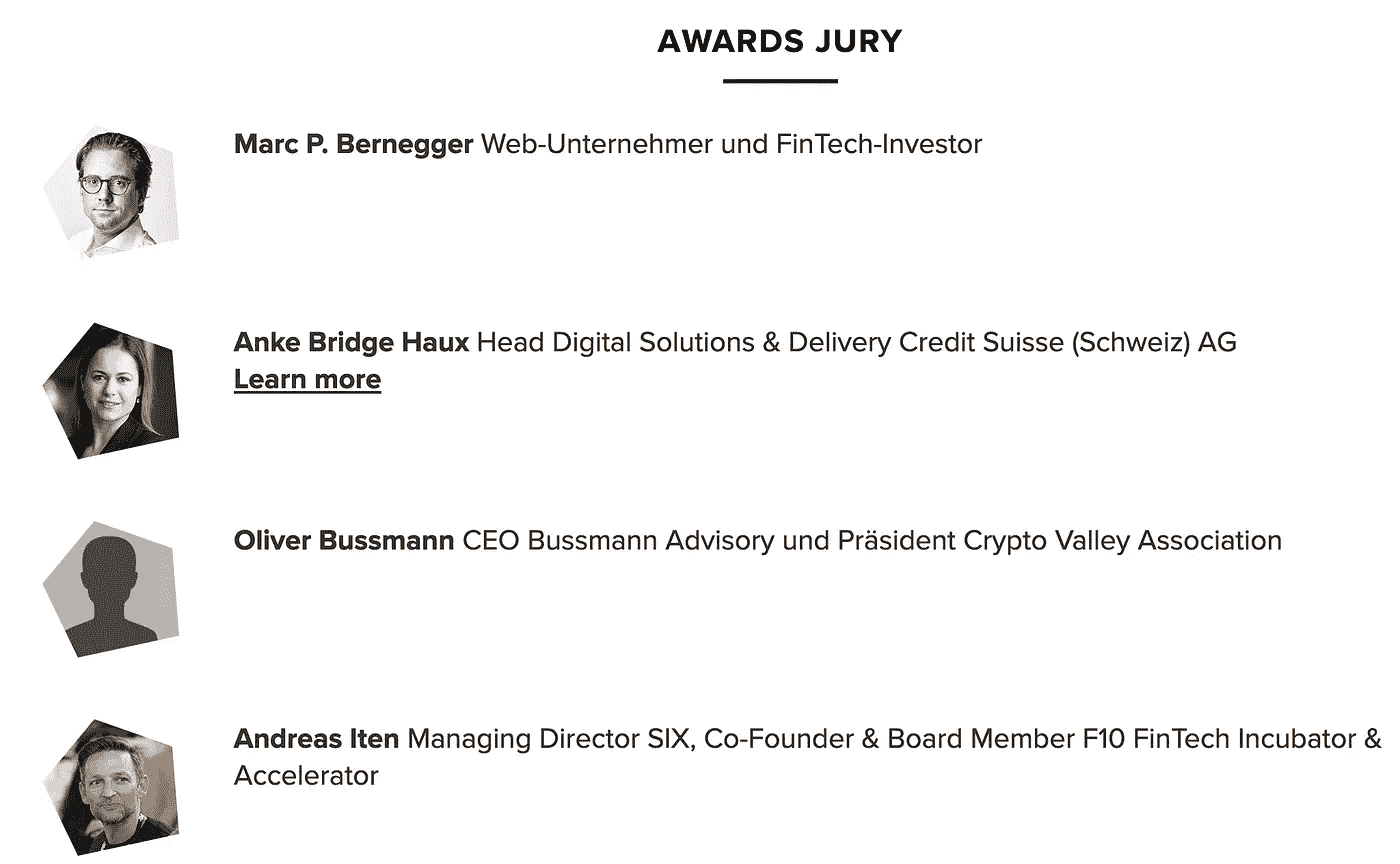 AWARDS JURY
Marc P. Bernegger Web-Unternehmer und FinTech-Investor
Anke Bridge Haux Head Digital Solutions & Delivery Credit Suisse (Schweiz) AG
Learn more
Oliver Bussmann CEO Bussmann Advisory und Präsident Crypto Valley Association
Andreas Iten Managing Director SIX, Co-Founder & Board Member F10 FinTech Incubator &
Accelerator